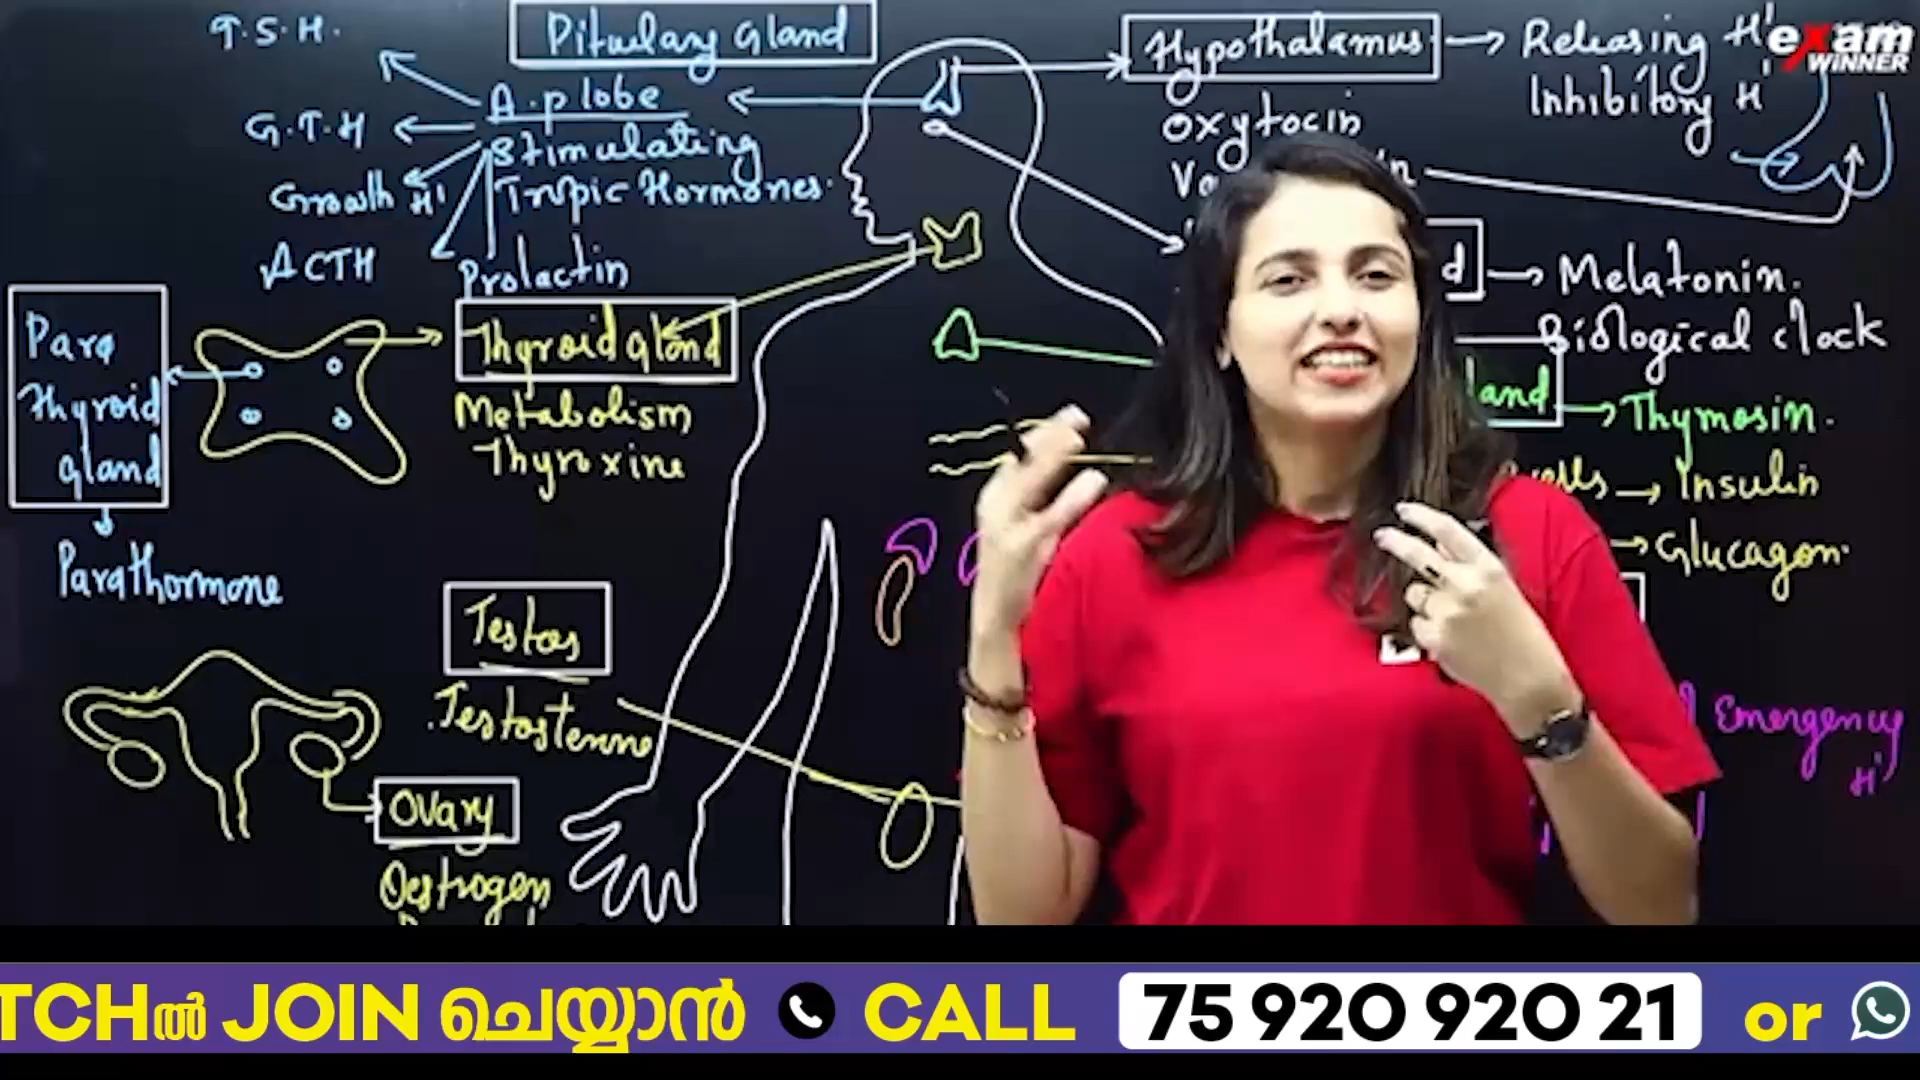 T.S.H.
Pituilary Gland
Hypothalamus
Releasing H'
Inhibitory H'
exam
WINNER
A.p lobe
G.T.H
Stimulating
Oxytocin
Growth H'
Tropic Hormones.
ACTH
Prolactin
Melatonin.
Para
Thyroid
gland
Thyroid gland
Biological clock
Metabolism
Thyroxine
land
Thymosin.
Insulin
Glucagon.
Parathormone
Testes
Testosterone
Emergency
H'
Ovary
Oestrogen
TCHൽ JOIN ചെയ്യാൻ CALL 75 920 920 21 or